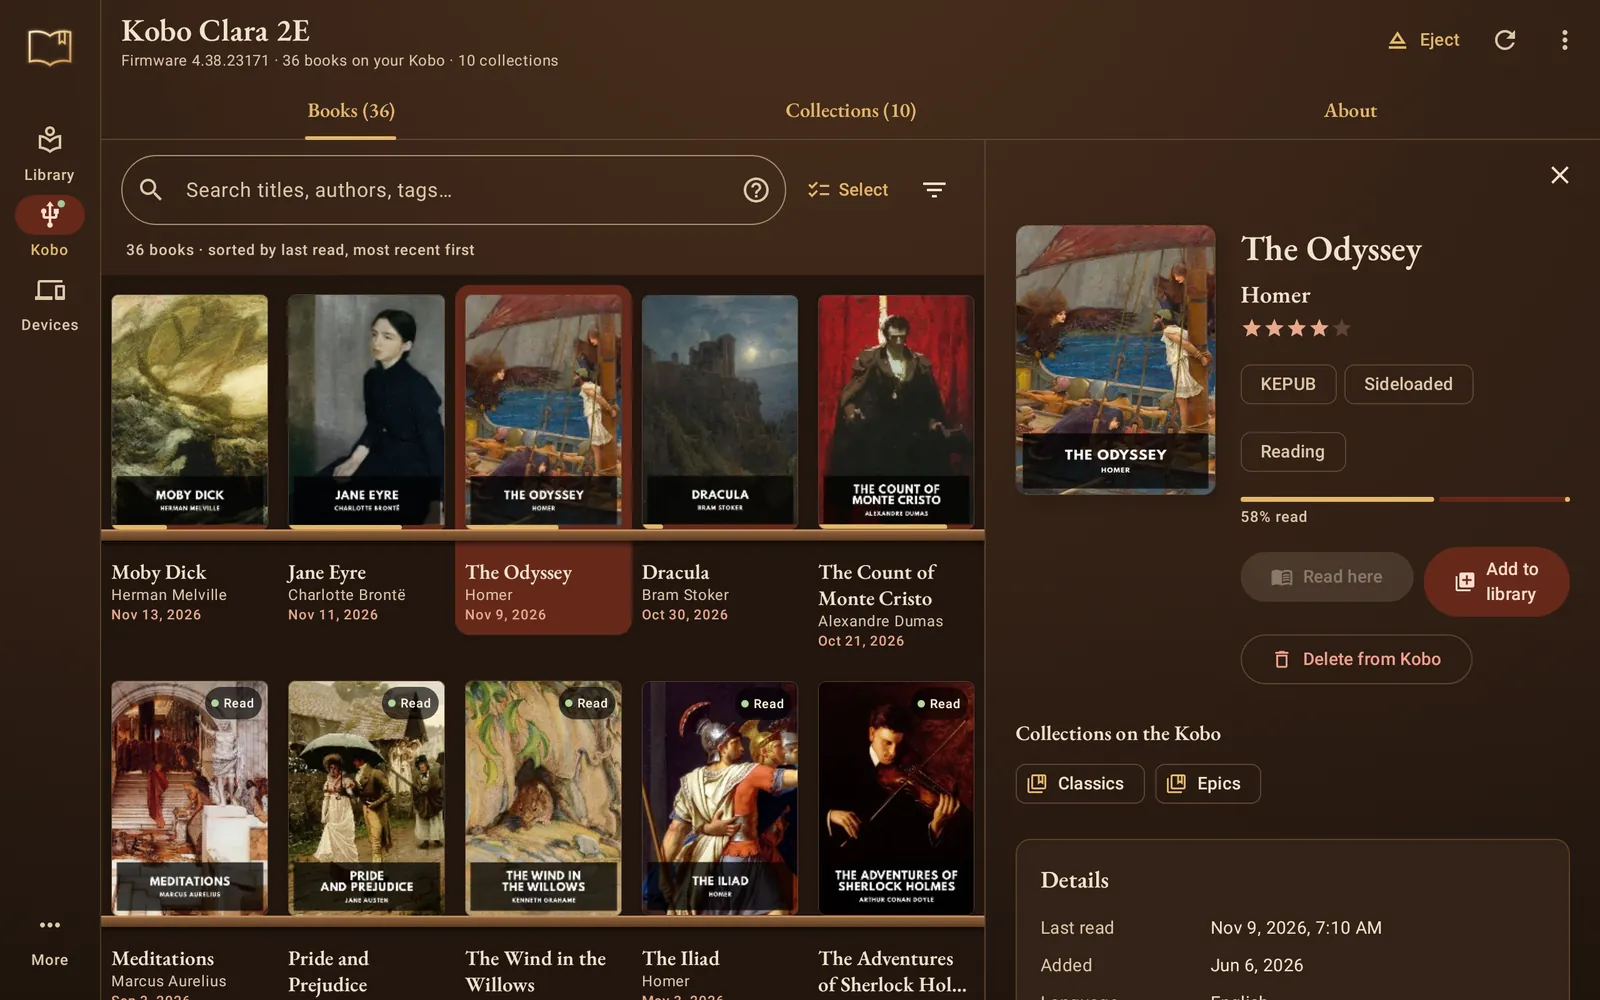 Kobo Clara 2E
Firmware 4.38.23171 · 36 books on your Kobo · 10 collections
Eject
Library
Kobo
Devices
More
Books (36)
Collections (10)
About
Search titles, authors, tags...
Select
36 books · sorted by last read, most recent first
MOBY DICK
HERMAN MELVILLE
JANE EYRE
CHARLOTTE BRONTË
THE ODYSSEY
HOMER
DRACULA
BRAM STOKER
THE COUNT OF
MONTE CRISTO
ALEXANDRE DUMAS
Moby Dick
Herman Melville
Nov 13, 2026
Jane Eyre
Charlotte Brontë
Nov 11, 2026
The Odyssey
Homer
Nov 9, 2026
Dracula
Bram Stoker
Oct 30, 2026
The Count of
Monte Cristo
Alexandre Dumas
Oct 21, 2026
Read
MEDITATIONS
MARCUS AURELIUS
Read
PRIDE
AND PREJUDICE
JANE AUSTEN
Read
THE WIND IN
THE WILLOWS
KENNETH GRAHAME
Read
THE ILIAD
HOMER
Read
THE ADVENTURES OF
SHERLOCK HOLMES
ARTHUR CONAN DOYLE
Meditations
Marcus Aurelius
Pride and
Prejudice
The Wind in the
Willows
The Iliad
Homer
The Adventures
of Sherlock Hol...
THE ODYSSEY
HOMER
The Odyssey
Homer
KEPUB
Sideloaded
Reading
58% read
Read here
Add to
library
Delete from Kobo
Collections on the Kobo
Classics
Epics
Details
Last read
Nov 9, 2026, 7:10 AM
Added
Jun 6, 2026